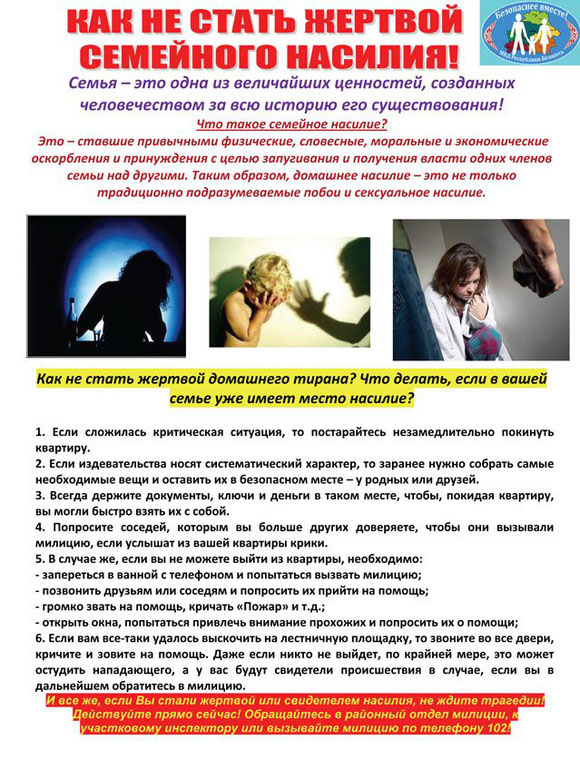 КАК НЕ СТАТЬ ЖЕРТВОЙ
СЕМЕЙНОГО НАСИЛИЯ!
Безопаснее вместе!
МВД Республики Беларусь
Семья – это одна из величайших ценностей, созданных
человечеством за всю историю его существования!
Что такое семейное насилие?
Это – ставшие привычными физические, словесные, моральные и экономические
оскорбления и принуждения с целью запугивания и получения власти одних членов
семьи над другими. Таким образом, домашнее насилие – это не только
традиционно подразумеваемые побои и сексуальное насилие.
Как не стать жертвой домашнего тирана? Что делать, если в вашей
семье уже имеет место насилие?
1. Если сложилась критическая ситуация, то постарайтесь незамедлительно покинуть
квартиру.
2. Если издевательства носят систематический характер, то заранее нужно собрать самые
необходимые вещи и оставить их в безопасном месте – у родных или друзей.
3. Всегда держите документы, ключи и деньги в таком месте, чтобы, покидая квартиру,
вы могли быстро взять их с собой.
4. Попросите соседей, которым вы больше других доверяете, чтобы они вызывали
милицию, если услышат из вашей квартиры крики.
5. В случае же, если вы не можете выйти из квартиры, необходимо:
- запереться в ванной с телефоном и попытаться вызвать милицию;
- позвонить друзьям или соседям и попросить их прийти на помощь;
- громко звать на помощь, кричать «Пожар» и т.д.;
- открыть окна, попытаться привлечь внимание прохожих и попросить их о помощи;
6. Если вам все-таки удалось выскочить на лестничную площадку, то звоните во все двери,
кричите и зовите на помощь. Даже если никто не выйдет, по крайней мере, это может
остудить нападающего, а у вас будут свидетели происшествия в случае, если вы в
дальнейшем обратитесь в милицию.
И все же, если Вы стали жертвой или свидетелем насилия, не ждите трагедии!
Действуйте прямо сейчас! Обращайтесь в районный отдел милиции, к
участковому инспектору или вызывайте милицию по телефону 102!